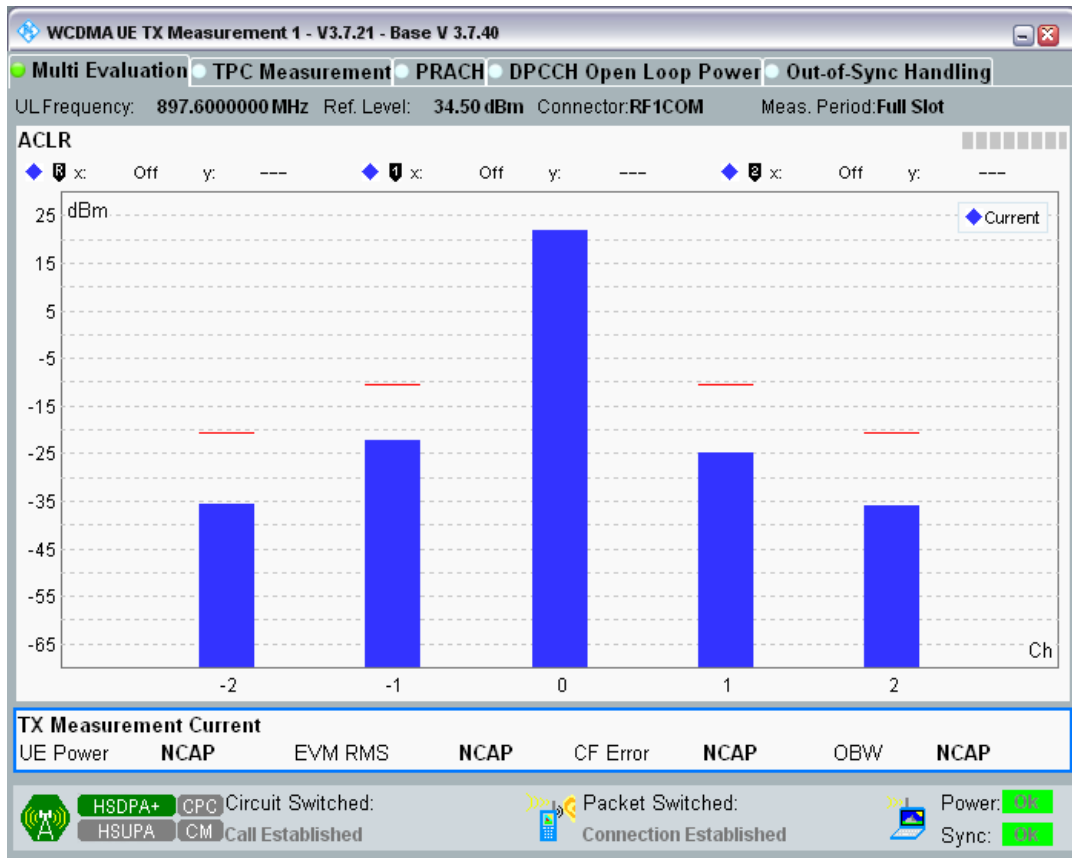 WCDMA UE TX Measurement 1 - V3.7.21 - Base V 3.7.40
Multi Evaluation TPC Measurement PRACH DPCCH Open Loop Power Out-of-Sync Handling
UL Frequency: 897.6000000 MHz Ref. Level: 34.50 dBm Connector:RF1COM Meas. Period:Full Slot
ACLR
R x: Off y: --- 1 x: Off y: --- 2 x: Off y: ---
dBm
Current
25
15
5
-5
-15
-25
-35
-45
-55
-65
Ch
-2 -1 0 1 2
TX Measurement Current
UE Power NCAP EVM RMS NCAP CF Error NCAP OBW NCAP
HSDPA+ CPC Circuit Switched: Packet Switched: Power: Ok
HSUPA CM Call Established Connection Established Sync: Ok